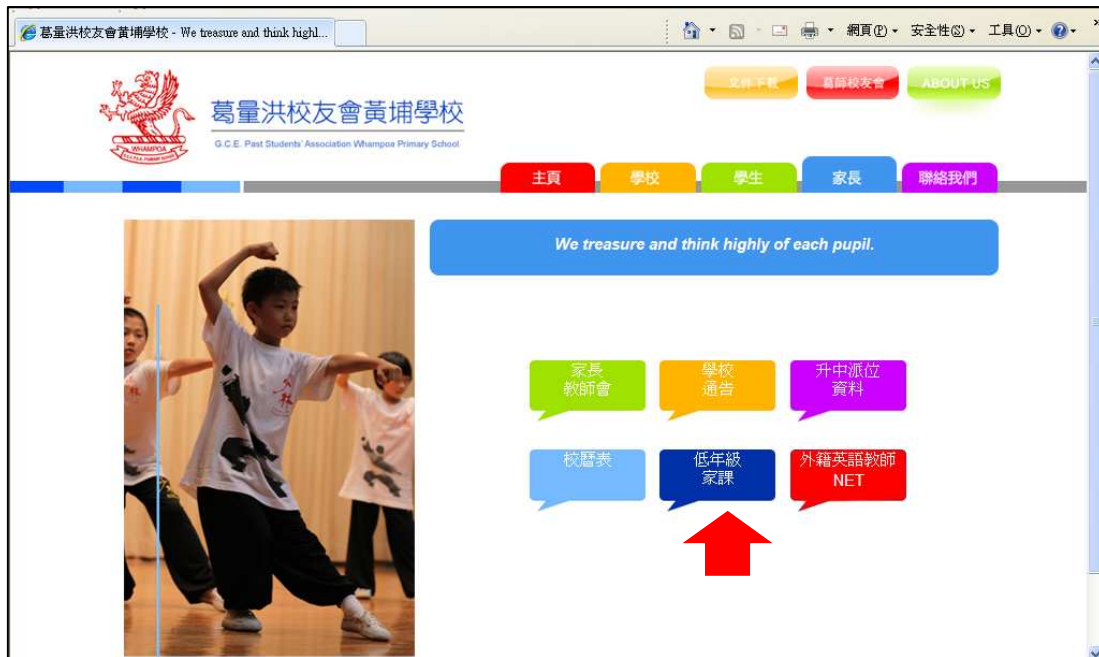 葛量洪校友會黃埔學校 - We treasure and think highl...
網頁(P)
安全性(S)
工具(O)
文件下載
葛師校友會
ABOUT US
WHAMPOA
葛量洪校友會黃埔學校
G.C.E. Past Students' Association Whampoa Primary School
主頁
學校
學生
家長
聯絡我們
We treasure and think highly of each pupil.
家長
教師會
學校
通告
升中派位
資料
校曆表
低年級
家課
外籍英語教師
NET